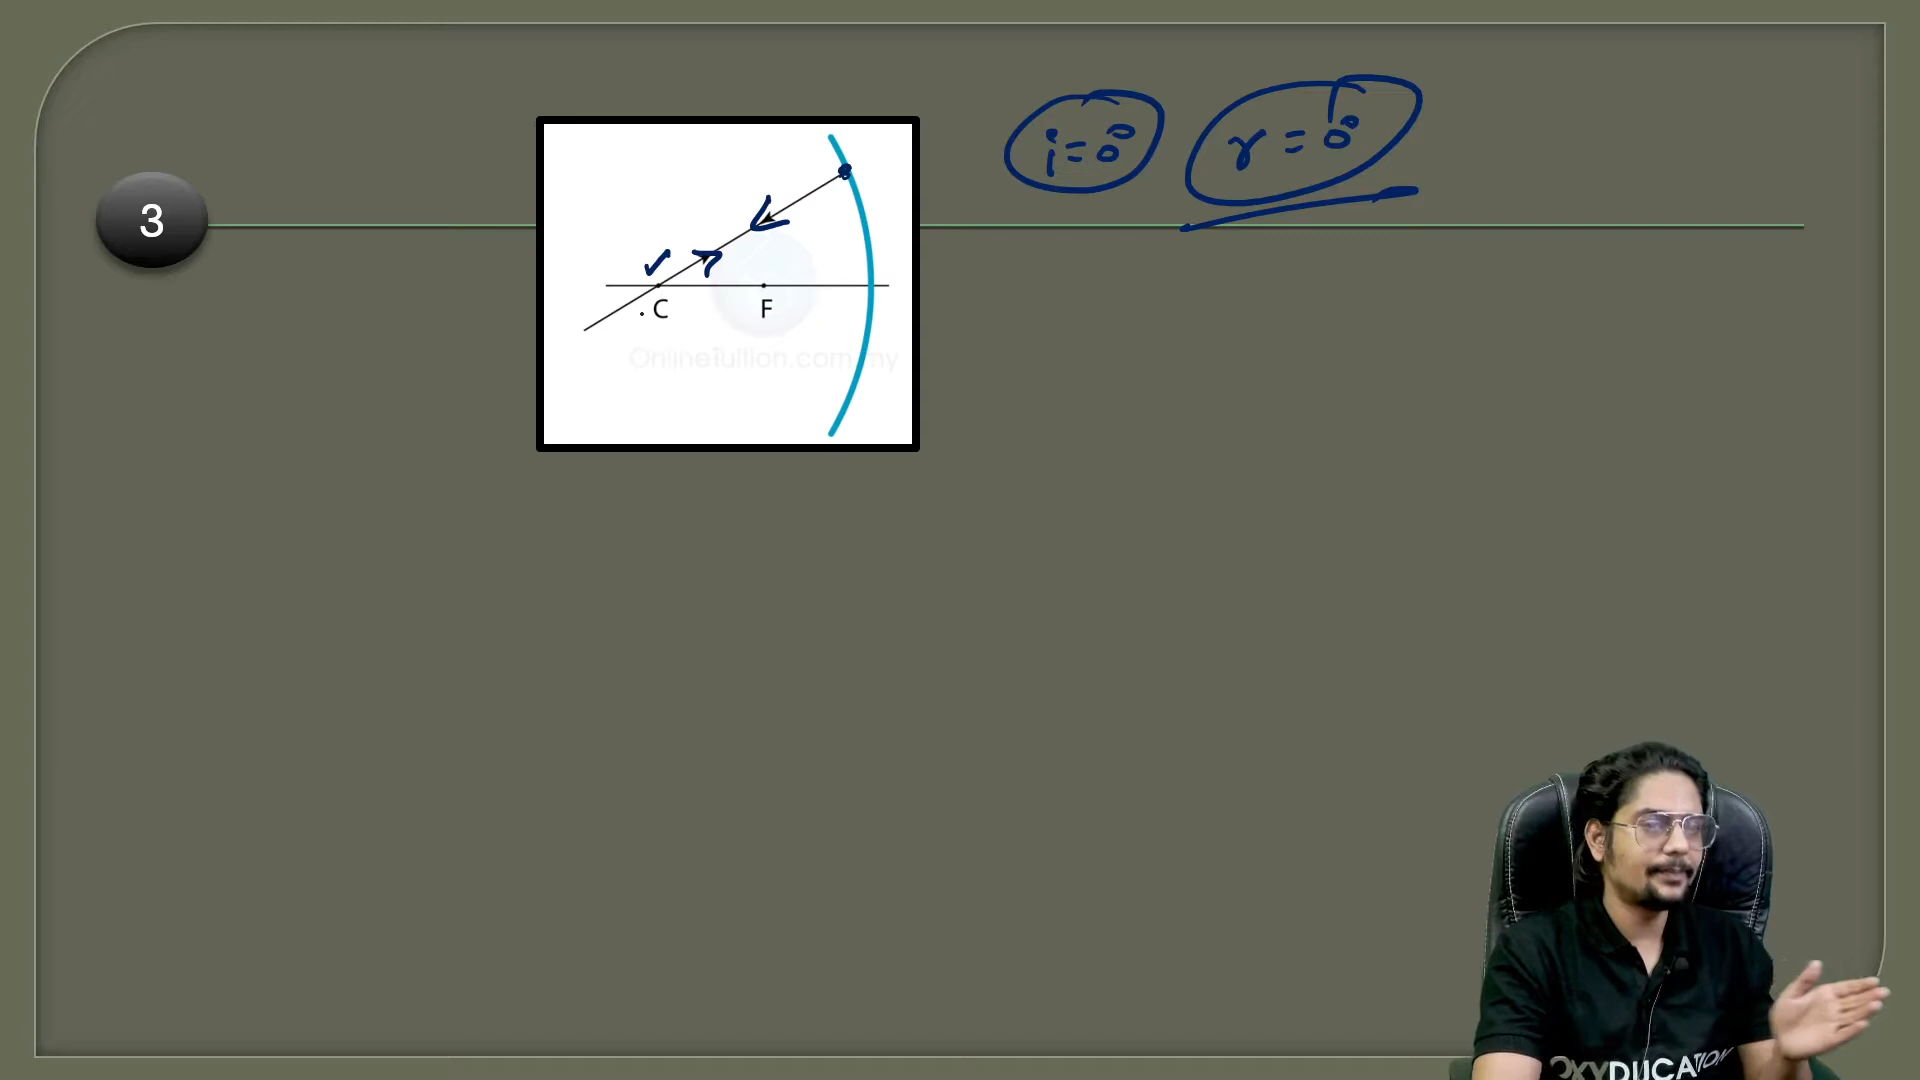 i = 0°
r = 0°
3
C
F
OnlineTuition.com.my
OXYDUCATION